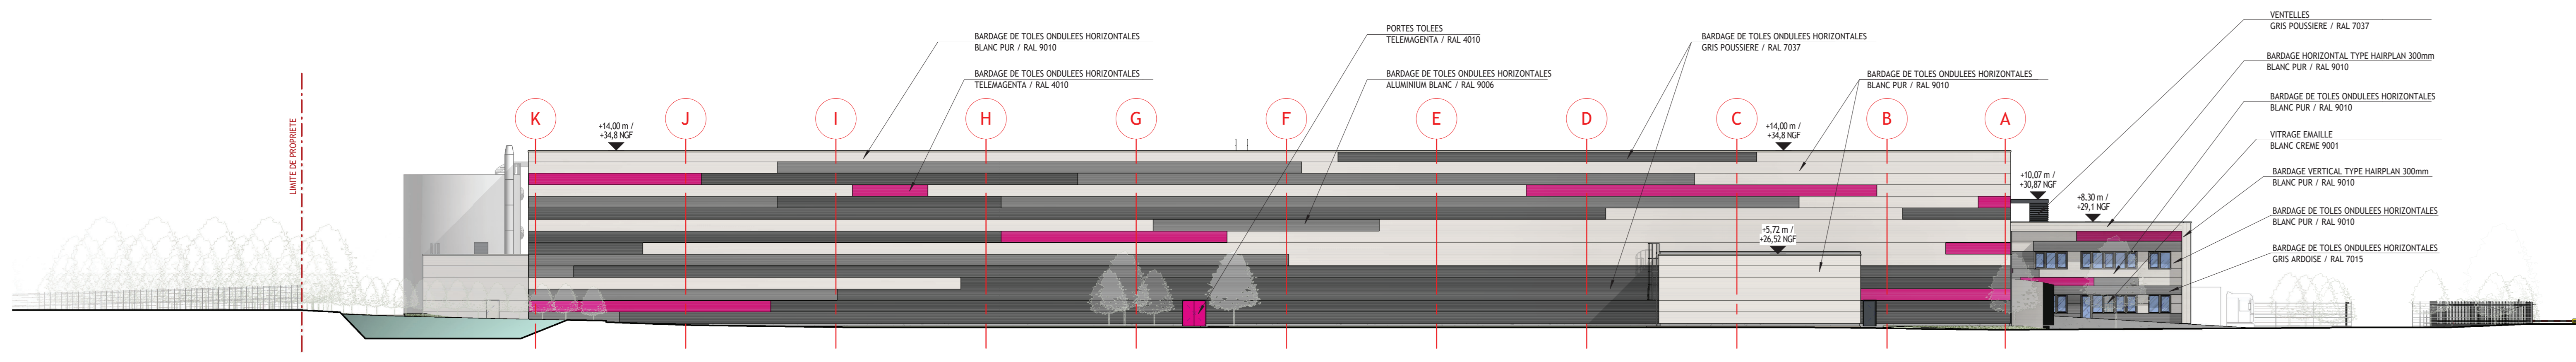 LIMITE DE PROPRIETE
+14,00 m /
+34,8 NGF
BARDAGE DE TOLES ONDULEES HORIZONTALES
BLANC PUR / RAL 9010
BARDAGE DE TOLES ONDULEES HORIZONTALES
TELEMAGENTA / RAL 4010
PORTES TOLEES
TELEMAGENTA / RAL 4010
BARDAGE DE TOLES ONDULEES HORIZONTALES
ALUMINIUM BLANC / RAL 9006
BARDAGE DE TOLES ONDULEES HORIZONTALES
GRIS POUSSIERE / RAL 7037
BARDAGE DE TOLES ONDULEES HORIZONTALES
BLANC PUR / RAL 9010
K
J
I
H
G
F
E
D
C
B
A
+14,00 m /
+34,8 NGF
+5,72 m /
+26,52 NGF
+10,07 m /
+30,87 NGF
+8,30 m /
+29,1 NGF
VENTELLES
GRIS POUSSIERE / RAL 7037
BARDAGE HORIZONTAL TYPE HAIRPLAN 300mm
BLANC PUR / RAL 9010
BARDAGE DE TOLES ONDULEES HORIZONTALES
BLANC PUR / RAL 9010
VITRAGE EMAILLE
BLANC CREME 9001
BARDAGE VERTICAL TYPE HAIRPLAN 300mm
BLANC PUR / RAL 9010
BARDAGE DE TOLES ONDULEES HORIZONTALES
BLANC PUR / RAL 9010
BARDAGE DE TOLES ONDULEES HORIZONTALES
GRIS ARDOISE / RAL 7015